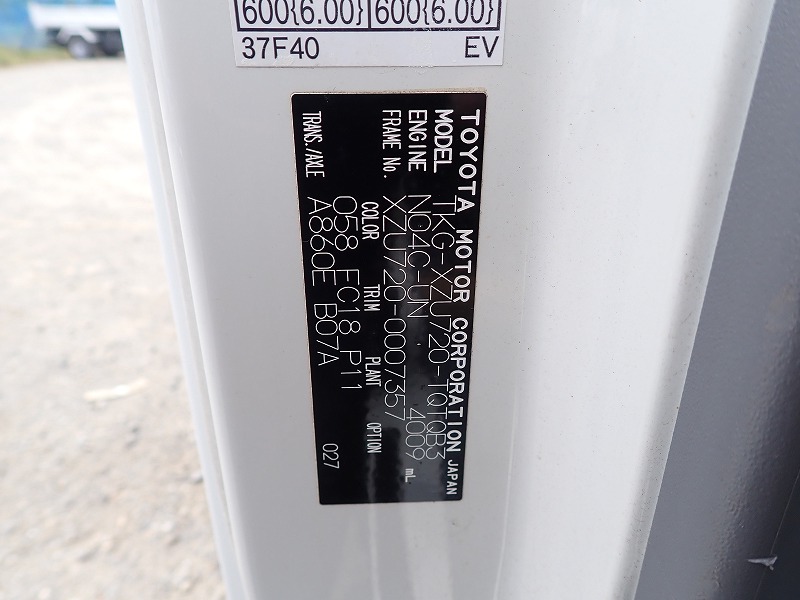 600{6.00} 600{6.00}
37F40 EV
TOYOTA MOTOR CORPORATION JAPAN
MODEL TKG-XZU720-TQTQB3
ENGINE N04C-UN 4009 mL
FRAME No. XZU720-0007357
COLOR TRIM PLANT OPTION
058 FC18 P11
TRANS./AXLE A860E B07A 027